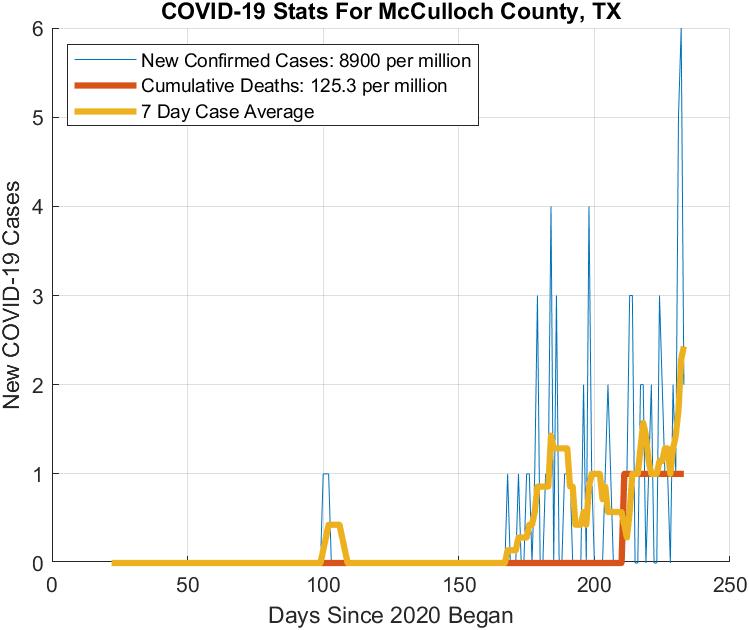 COVID-19 Stats For McCulloch County, TX
New Confirmed Cases: 8900 per million
Cumulative Deaths: 125.3 per million
7 Day Case Average
New COVID-19 Cases
6
5
4
3
2
1
0
0 50 100 150 200 250
Days Since 2020 Began